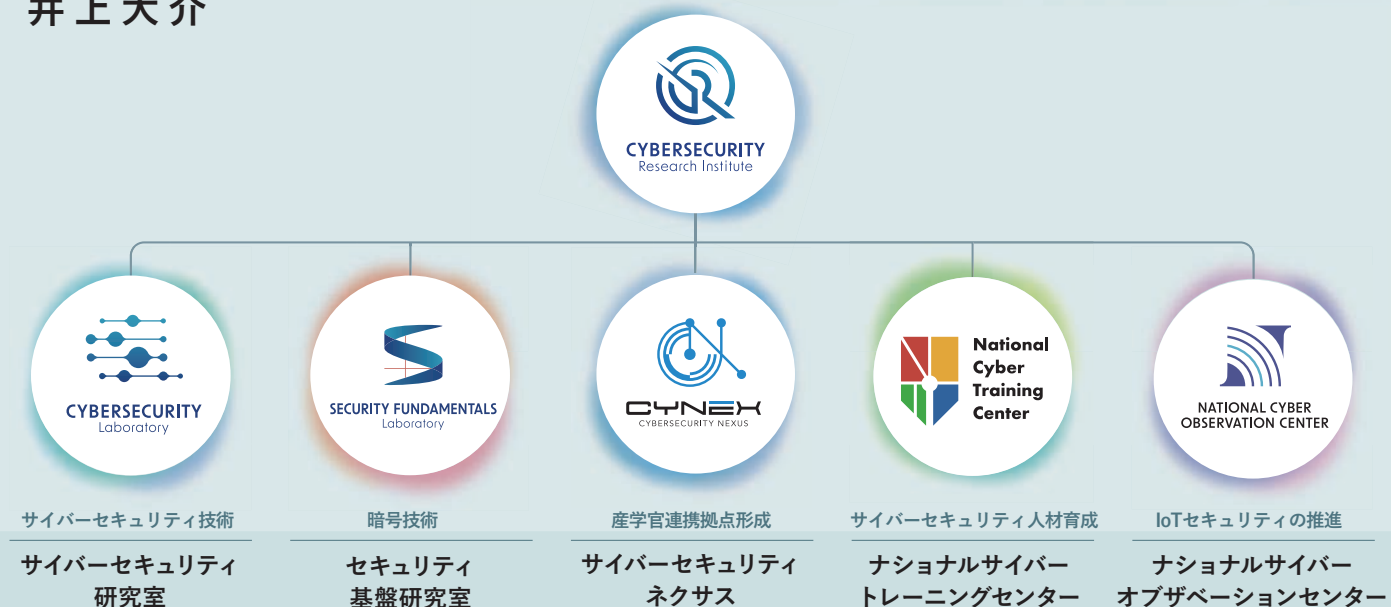 井上大介
CYBERSECURITY
Research Institute
CYBERSECURITY
Laboratory
SECURITY FUNDAMENTALS
Laboratory
CYNEX
CYBERSECURITY NEXUS
National
Cyber
Training
Center
NATIONAL CYBER
OBSERVATION CENTER
サイバーセキュリティ技術
サイバーセキュリティ
研究室
暗号技術
セキュリティ
基盤研究室
産学官連携拠点形成
サイバーセキュリティ
ネクサス
サイバーセキュリティ人材育成
ナショナルサイバー
トレーニングセンター
IoTセキュリティの推進
ナショナルサイバー
オブザベーションセンター